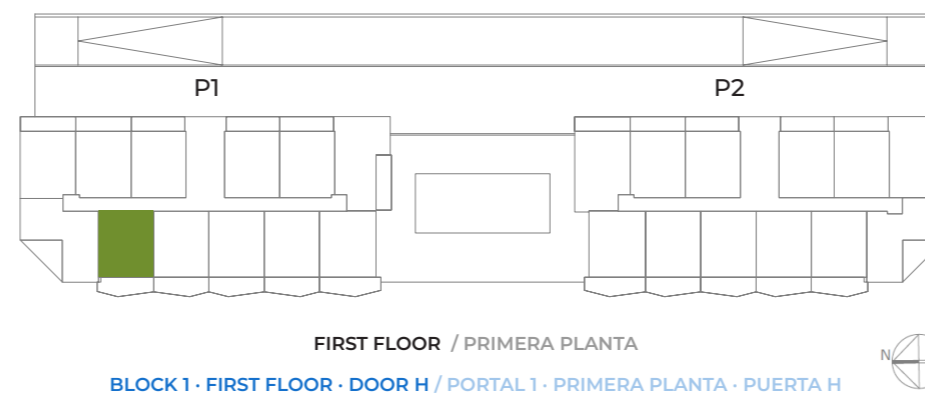 P1 P2
FIRST FLOOR / PRIMERA PLANTA
N
BLOCK 1 · FIRST FLOOR · DOOR H / PORTAL 1 · PRIMERA PLANTA · PUERTA H